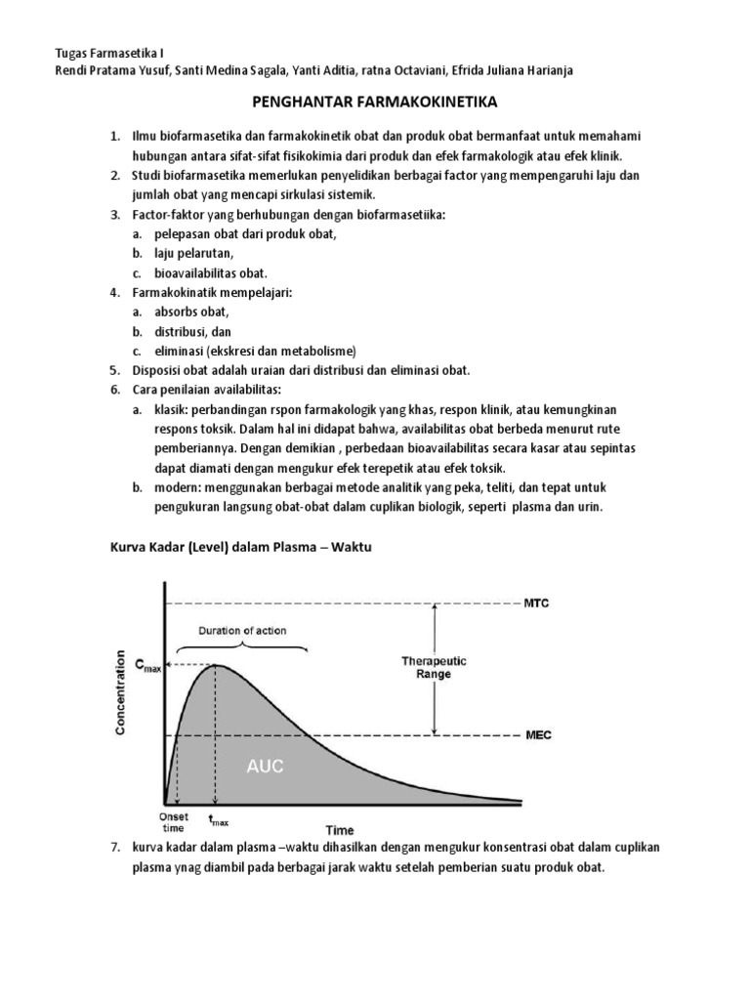 Tugas Farmasetika I
Rendi Pratama Yusuf, Santi Medina Sagala, Yanti Aditia, ratna Octaviani, Efrida Juliana Harianja
PENGHANTAR FARMAKOKINETIKA
1. Ilmu biofarmasetika dan farmakokinetik obat dan produk obat bermanfaat untuk memahami
hubungan antara sifat-sifat fisikokimia dari produk dan efek farmakologik atau efek klinik.
2. Studi biofarmasetika memerlukan penyelidikan berbagai factor yang mempengaruhi laju dan
jumlah obat yang mencapi sirkulasi sistemik.
3. Factor-faktor yang berhubungan dengan biofarmasetiika:
a. pelepasan obat dari produk obat,
b. laju pelarutan,
c. bioavailabilitas obat.
4. Farmakokinatik mempelajari:
a. absorbs obat,
b. distribusi, dan
c. eliminasi (ekskresi dan metabolisme)
5. Disposisi obat adalah uraian dari distribusi dan eliminasi obat.
6. Cara penilaian availabilitas:
a. klasik: perbandingan rspon farmakologik yang khas, respon klinik, atau kemungkinan
respons toksik. Dalam hal ini didapat bahwa, availabilitas obat berbeda menurut rute
pemberiannya. Dengan demikian , perbedaan bioavailabilitas secara kasar atau sepintas
dapat diamati dengan mengukur efek terepetik atau efek toksik.
b. modern: menggunakan berbagai metode analitik yang peka, teliti, dan tepat untuk
pengukuran langsung obat-obat dalam cuplikan biologik, seperti plasma dan urin.
Kurva Kadar (Level) dalam Plasma – Waktu
MTC
Duration of action
Therapeutic
Range
Cmax
Concentration
MEC
AUC
Onset
time
tmax
Time
7. kurva kadar dalam plasma –waktu dihasilkan dengan mengukur konsentrasi obat dalam cuplikan
plasma ynag diambil pada berbagai jarak waktu setelah pemberian suatu produk obat.